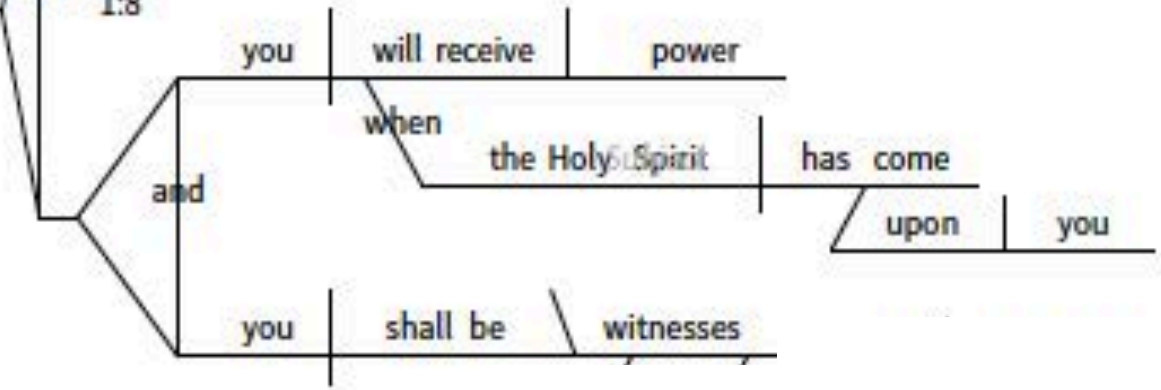 1:8
you will receive power
when
the Holy Spirit has come
and
upon you
you shall be witnesses